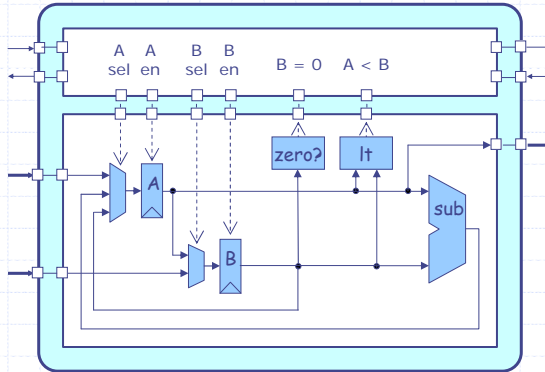 A A B B
sel en sel en
B = 0 A < B
zero? lt
A
sub
B